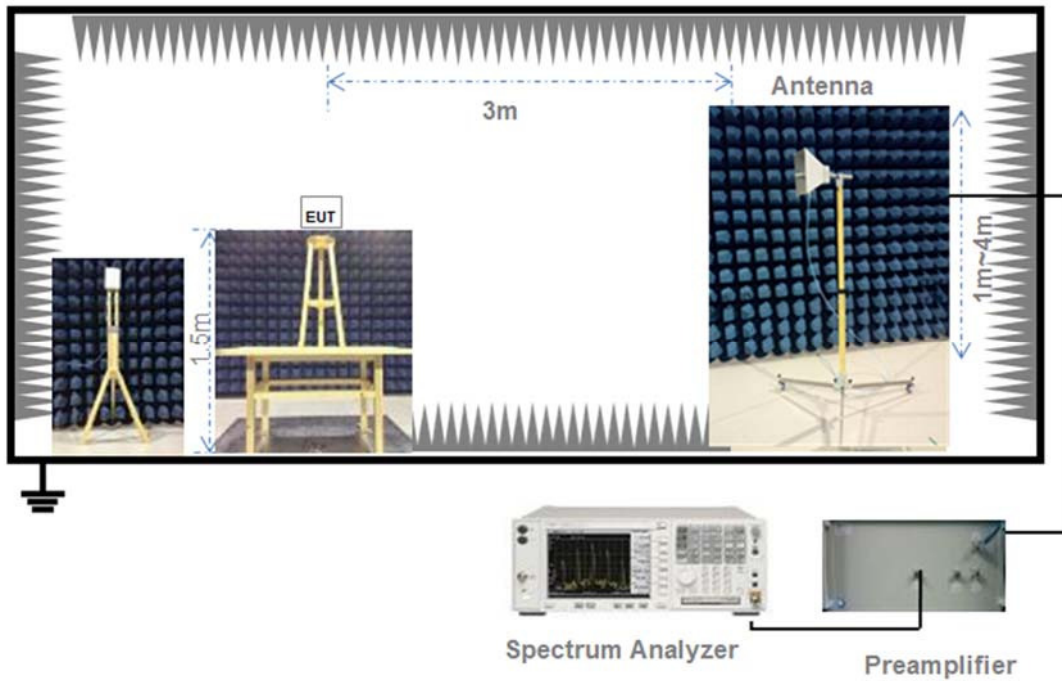 Antenna
3m
EUT
1.5m
1m~4m
Spectrum Analyzer
Preamplifier